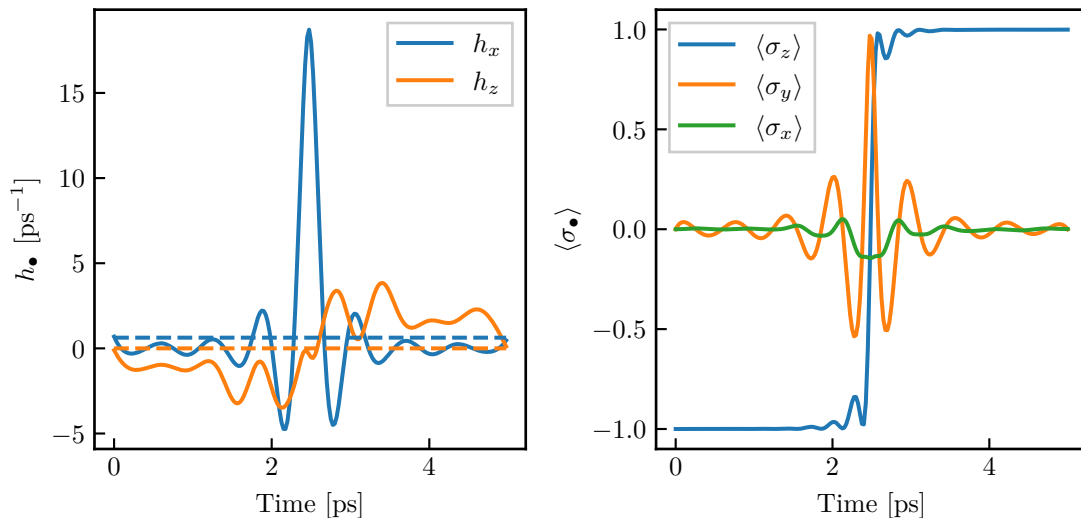 h_x
h_z
15
10
5
0
−5
h_• [ps⁻¹]
0
2
4
Time [ps]
⟨σ_z⟩
⟨σ_y⟩
⟨σ_x⟩
1.0
0.5
0.0
−0.5
−1.0
⟨σ_•⟩
0
2
4
Time [ps]